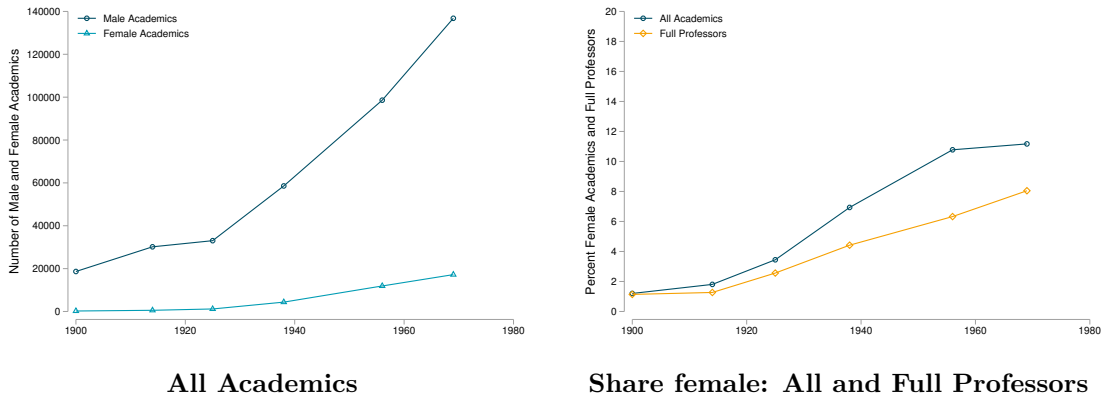 Number of Male and Female Academics
140000
120000
100000
80000
60000
40000
20000
0
Male Academics
Female Academics
1900 1920 1940 1960 1980
All Academics
Percent Female Academics and Full Professors
20
18
16
14
12
10
8
6
4
2
0
All Academics
Full Professors
1900 1920 1940 1960 1980
Share female: All and Full Professors